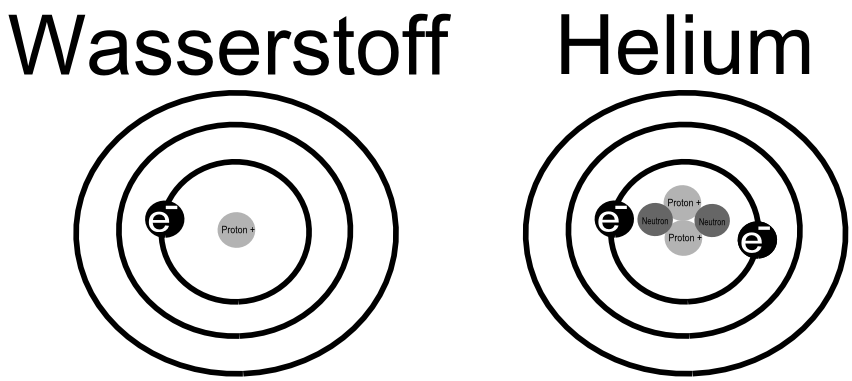 Wasserstoff
e-
Proton +
Helium
e-
Proton +
Neutron
Neutron
Proton +
e-